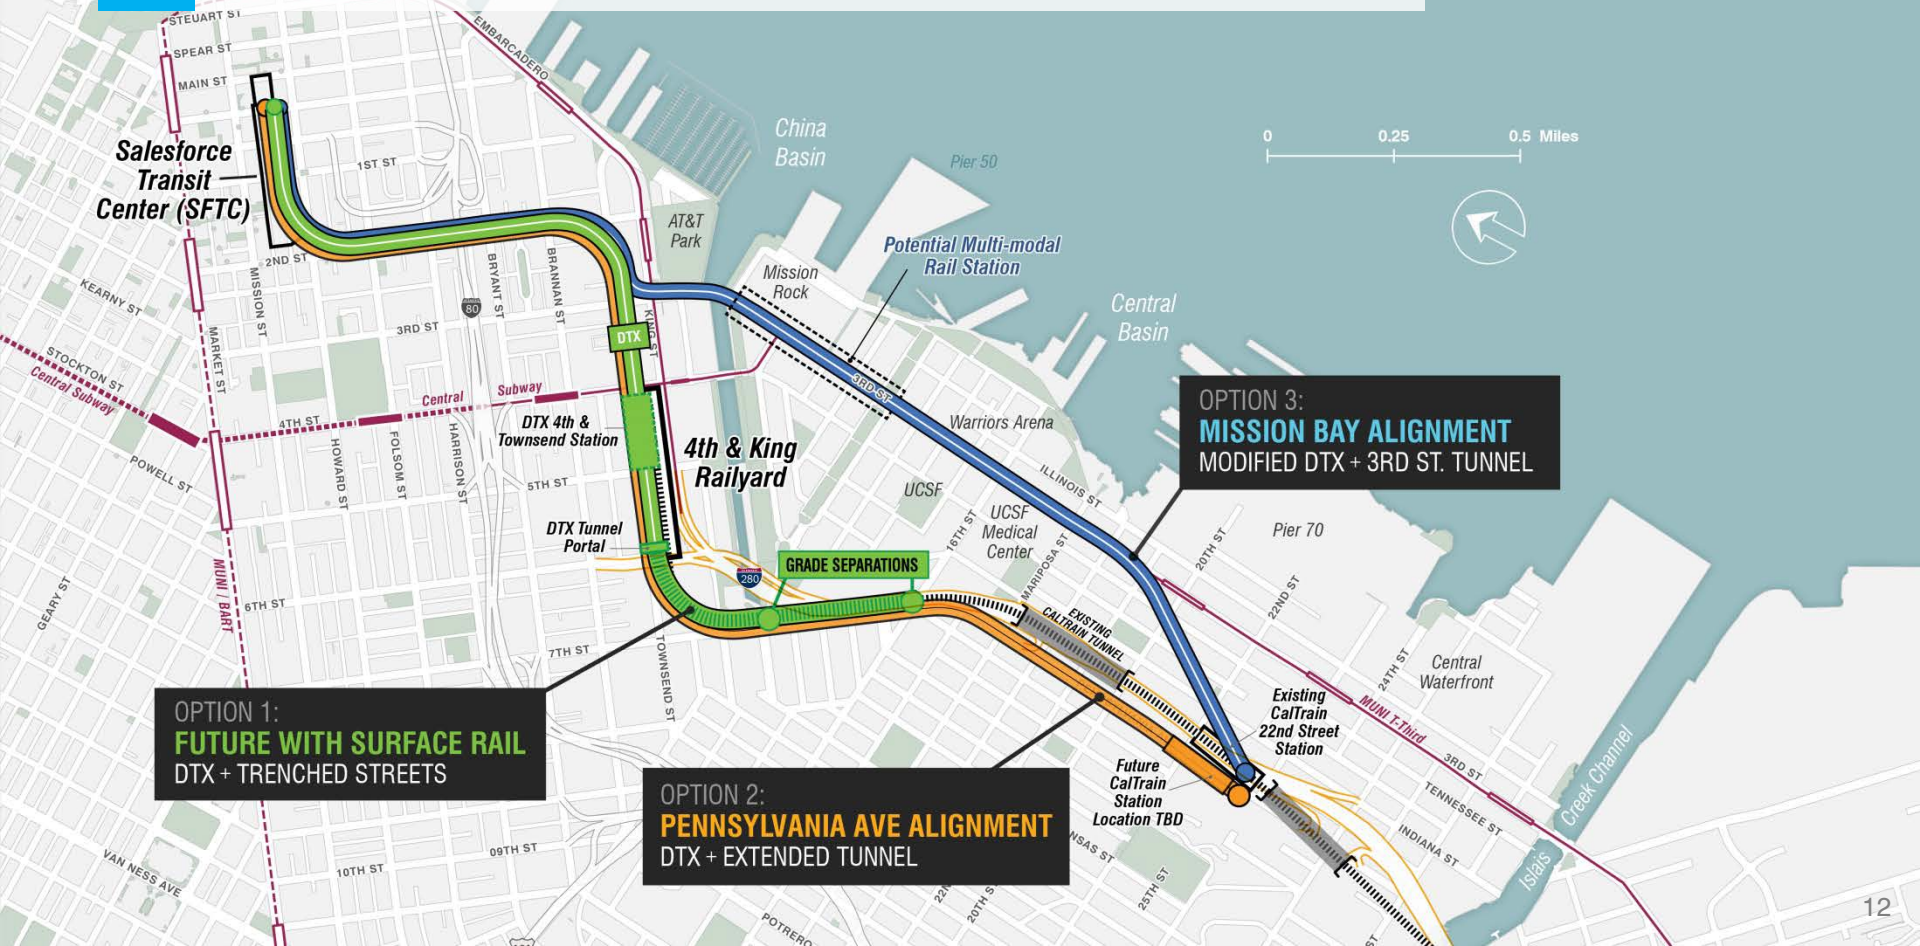 STEUART ST
SPEAR ST
MAIN ST
EMBARCADERO
Salesforce
Transit
Center (SFTC)
1ST ST
2ND ST
KEARNY ST
MISSION ST
MARKET ST
BRYANT ST
BRANNAN ST
80
3RD ST
KING ST
DTX
STOCKTON ST
Central Subway
Central
Subway
4TH ST
POWELL ST
HOWARD ST
FOLSOM ST
HARRISON ST
5TH ST
DTX 4th &
Townsend Station
4th & King
Railyard
DTX Tunnel
Portal
MUNI / BART
GEARY ST
6TH ST
7TH ST
TOWNSEND ST
280
GRADE SEPARATIONS
China
Basin
Pier 50
AT&T
Park
Mission
Rock
Potential Multi-modal
Rail Station
3RD ST
Central
Basin
Warriors Arena
ILLINOIS ST
UCSF
16TH ST
UCSF
Medical
Center
MARIPOSA ST
EXISTING
CALTRAIN TUNNEL
0
0.25
0.5 Miles
OPTION 3:
MISSION BAY ALIGNMENT
MODIFIED DTX + 3RD ST. TUNNEL
Pier 70
20TH ST
22ND ST
24TH ST
Central
Waterfront
MUNI T-Third
3RD ST
TENNESSEE ST
INDIANA ST
Islais
Creek Channel
Existing
CalTrain
22nd Street
Station
Future
CalTrain
Station
Location TBD
OPTION 1:
FUTURE WITH SURFACE RAIL
DTX + TRENCHED STREETS
OPTION 2:
PENNSYLVANIA AVE ALIGNMENT
DTX + EXTENDED TUNNEL
NSAS ST
20TH S
25TH ST
VAN NESS AVE
10TH ST
09TH ST
POTRERO
12